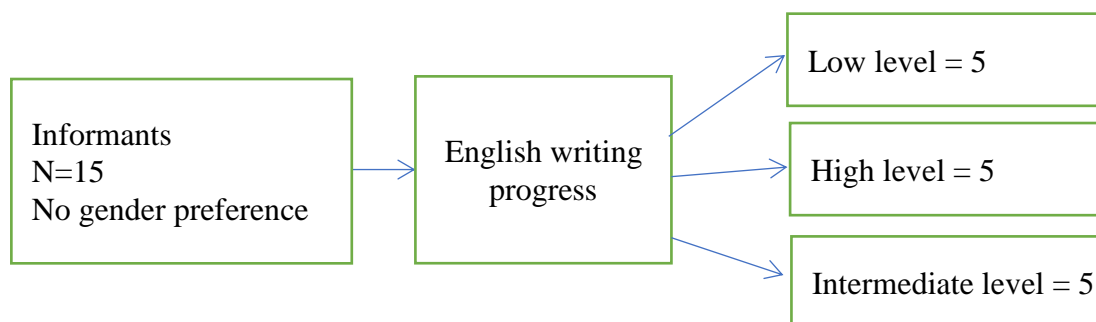 Informants
N=15
No gender preference
English writing
progress
Low level = 5
High level = 5
Intermediate level = 5